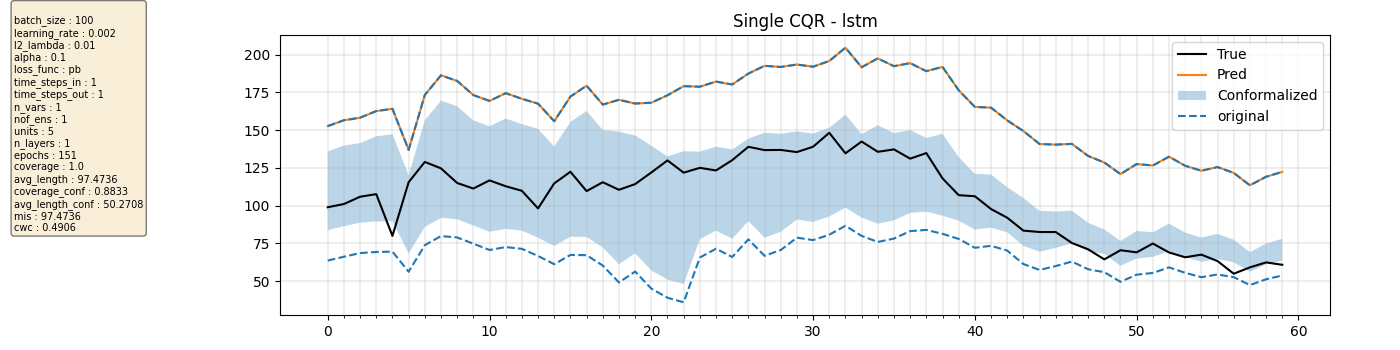 batch_size : 100
learning_rate : 0.002
l2_lambda : 0.01
alpha : 0.1
loss_func : pb
time_steps_in : 1
time_steps_out : 1
n_vars : 1
nof_ens : 1
units : 5
n_layers : 1
epochs : 151
coverage : 1.0
avg_length : 97.4736
coverage_conf : 0.8833
avg_length_conf : 50.2708
mis : 97.4736
cwc : 0.4906
Single CQR - lstm
200
175
150
125
100
75
50
True
Pred
Conformalized
original
0 10 20 30 40 50 60